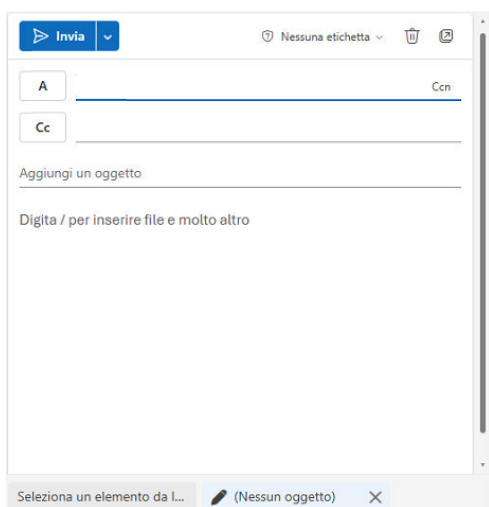 Invia Nessuna etichetta
A Ccn
Cc
Aggiungi un oggetto
Digita / per inserire file e molto altro
Seleziona un elemento da l... (Nessun oggetto)